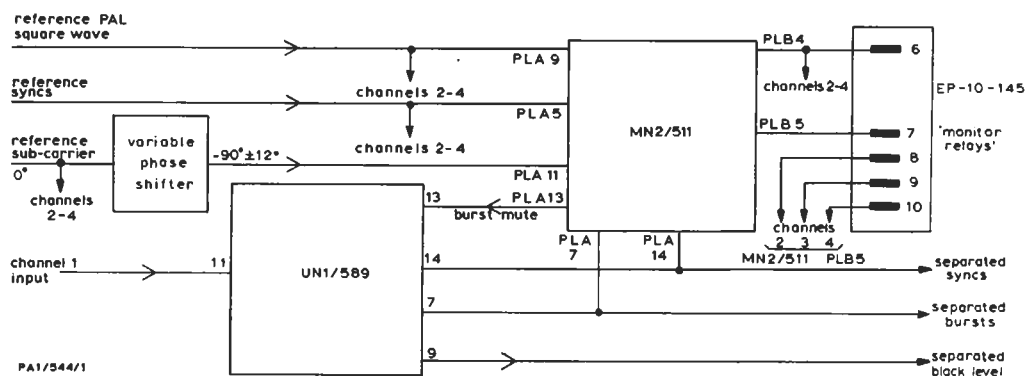 reference PAL
square wave
PLA 9
channels 2-4
reference
syncs
PLA5
channels 2-4
reference
sub-carrier
0°
channels
2-4
variable
phase
shifter
-90°±12°
PLA 11
MN2/511
PLB4
channels2-4
6
EP-10-145
PLB5
7
'monitor
relays'
8
9
10
channels
2 3 4
MN2/511 PLB5
13
PLA13
burst mute
PLA
7
PLA
14
channel 1
input
11
UN1/589
14
separated
syncs
7
separated
bursts
9
separated
black level
PA1/544/1